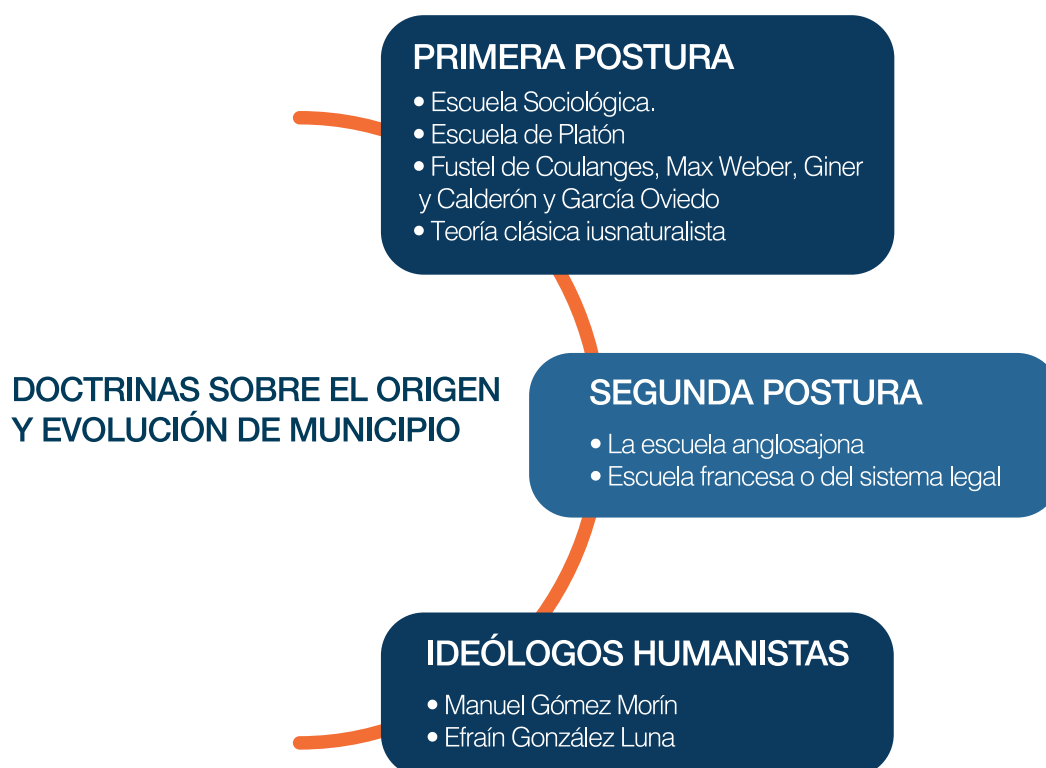 PRIMERA POSTURA
• Escuela Sociológica.
• Escuela de Platón
• Fustel de Coulanges, Max Weber, Giner
y Calderón y García Oviedo
• Teoría clásica iusnaturalista
DOCTRINAS SOBRE EL ORIGEN
Y EVOLUCIÓN DE MUNICIPIO
SEGUNDA POSTURA
• La escuela anglosajona
• Escuela francesa o del sistema legal
IDEÓLOGOS HUMANISTAS
• Manuel Gómez Morín
• Efraín González Luna